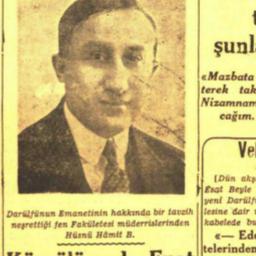 Darülfünun Emanetinin hakkında bir tavzih
neşrettiği fen Fakültesi müderrislerinden
Hüsnü Hâmit B.
şunla
«Mazbata
terek tak
Nizamnam
cağım.
Ve
[Dün akş
Esat Beyle
yeni Darülf
lesine dair
kabelede bu
«— Ede
telerinden